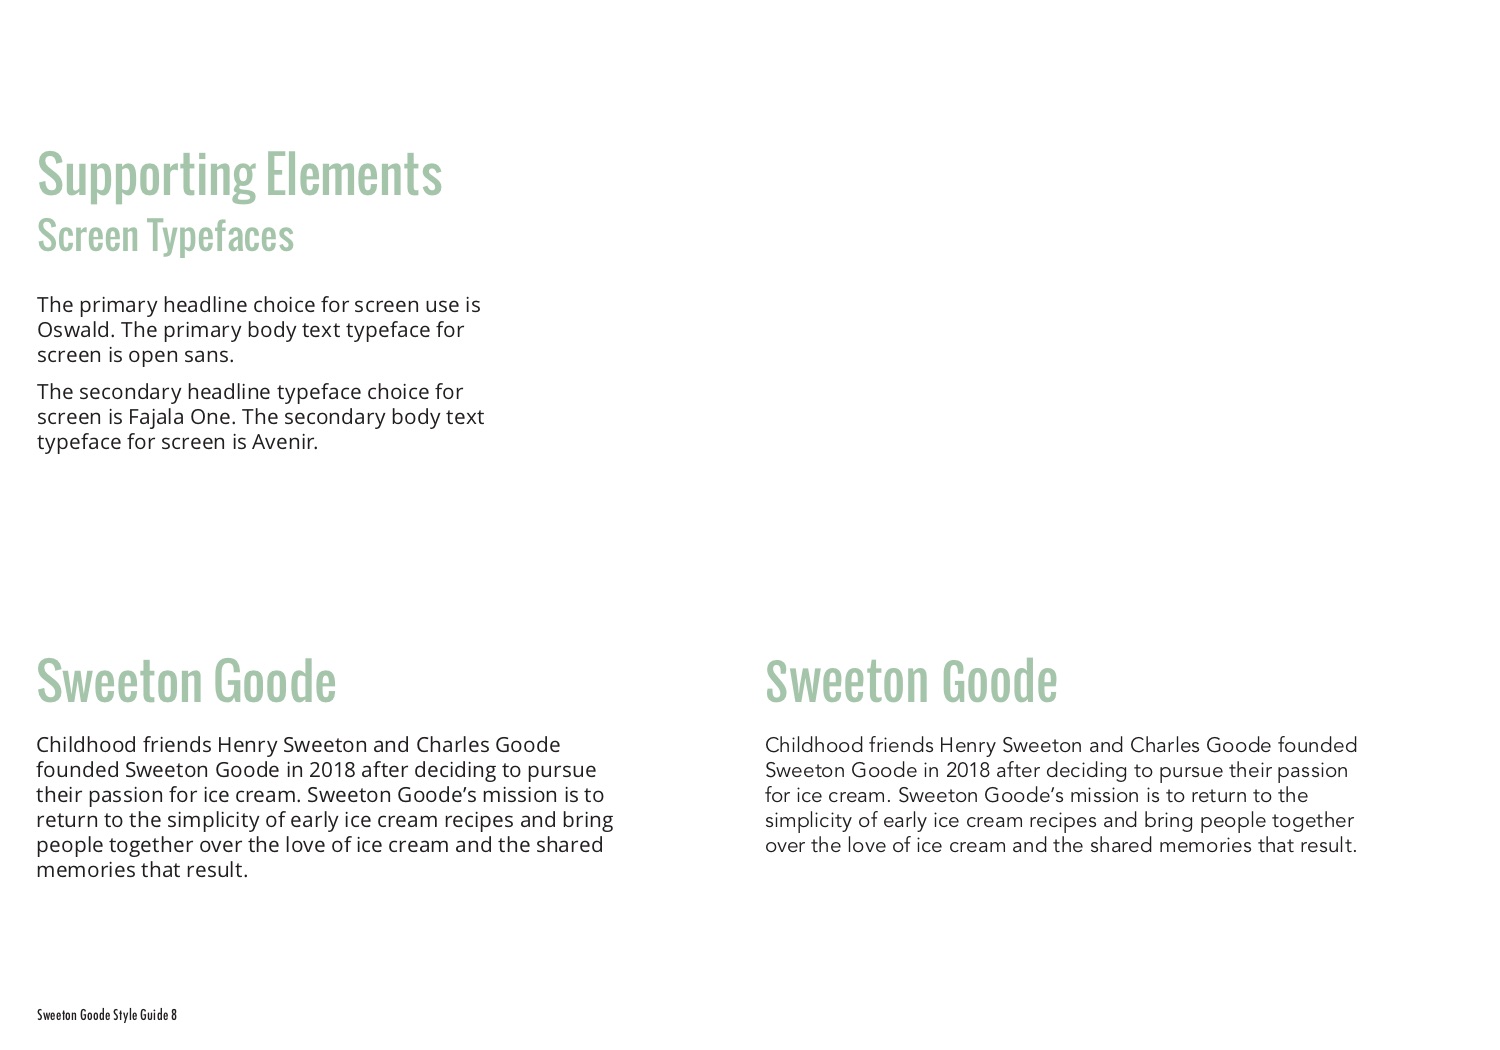 Supporting Elements
Screen Typefaces
The primary headline choice for screen use is
Oswald. The primary body text typeface for
screen is open sans.
The secondary headline typeface choice for
screen is Fajala One. The secondary body text
typeface for screen is Avenir.
Sweeton Goode
Childhood friends Henry Sweeton and Charles Goode
founded Sweeton Goode in 2018 after deciding to pursue
their passion for ice cream. Sweeton Goode’s mission is to
return to the simplicity of early ice cream recipes and bring
people together over the love of ice cream and the shared
memories that result.
Sweeton Goode
Childhood friends Henry Sweeton and Charles Goode founded
Sweeton Goode in 2018 after deciding to pursue their passion
for ice cream. Sweeton Goode’s mission is to return to the
simplicity of early ice cream recipes and bring people together
over the love of ice cream and the shared memories that result.
Sweeton Goode Style Guide 8